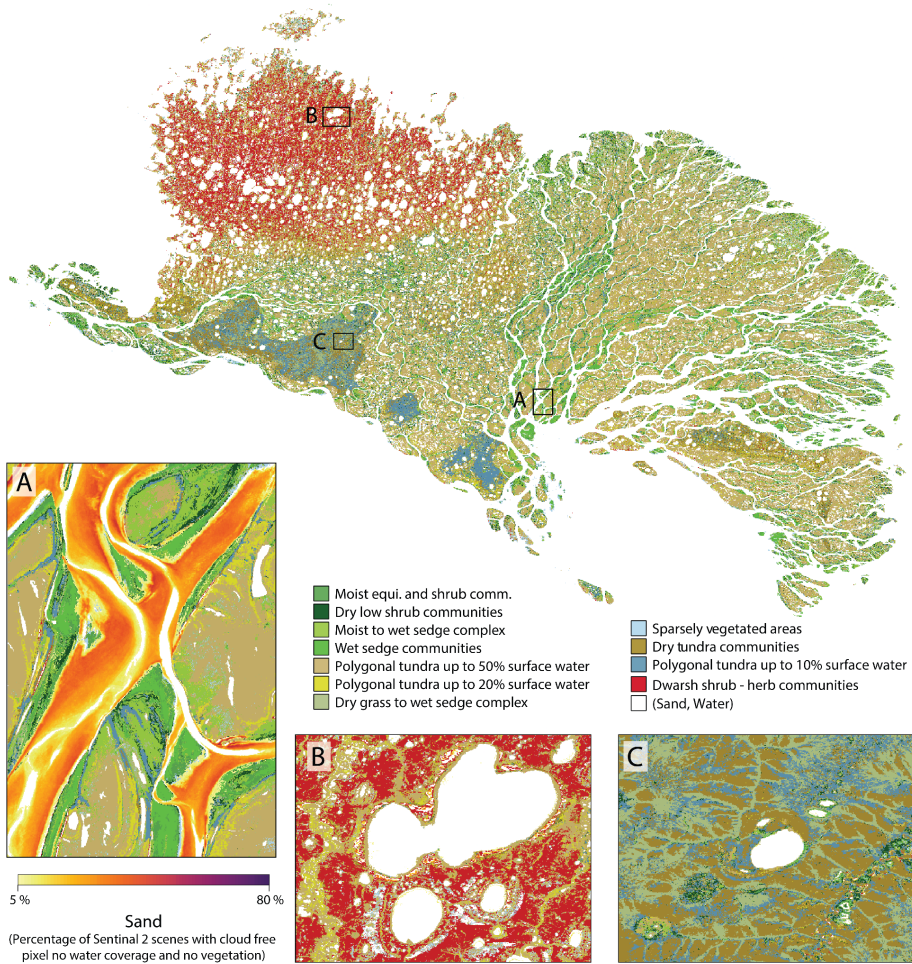 B
C
A
A
Moist equi. and shrub comm.
Dry low shrub communities
Moist to wet sedge complex
Wet sedge communities
Polygonal tundra up to 50% surface water
Polygonal tundra up to 20% surface water
Dry grass to wet sedge complex
Sparsely vegetated areas
Dry tundra communities
Polygonal tundra up to 10% surface water
Dwarsh shrub - herb communities
(Sand, Water)
B
C
5 %
80 %
Sand
(Percentage of Sentinal 2 scenes with cloud free
pixel no water coverage and no vegetation)